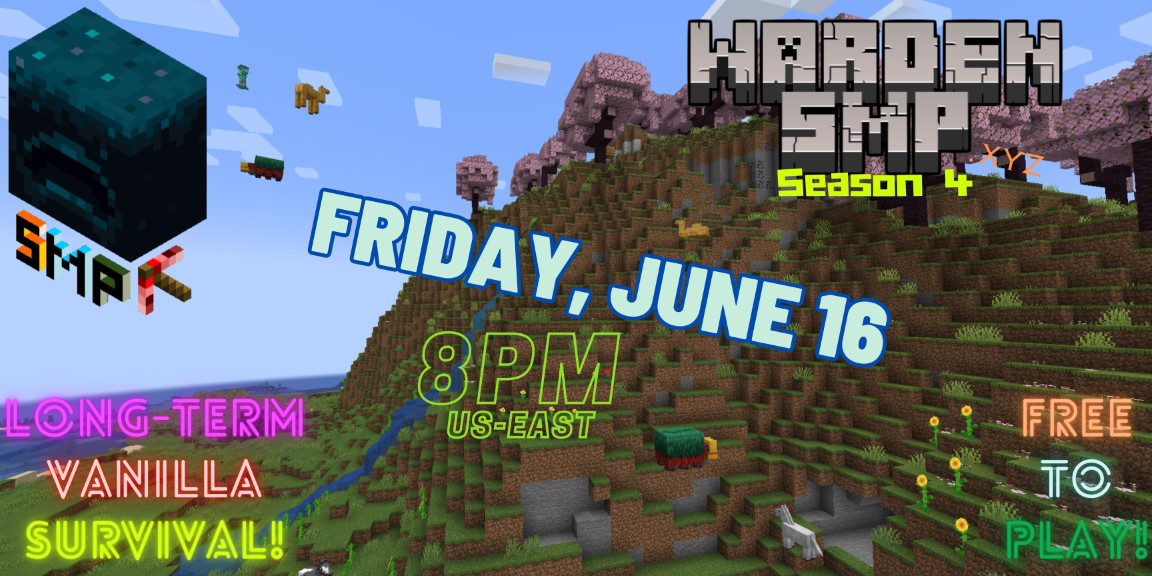 WARDEN
SMP
.XYZ
Season 4
SMP
FRIDAY, JUNE 16
8PM
US-EAST
LONG-TERM
VANILLA
SURVIVAL!
FREE
TO
PLAY!